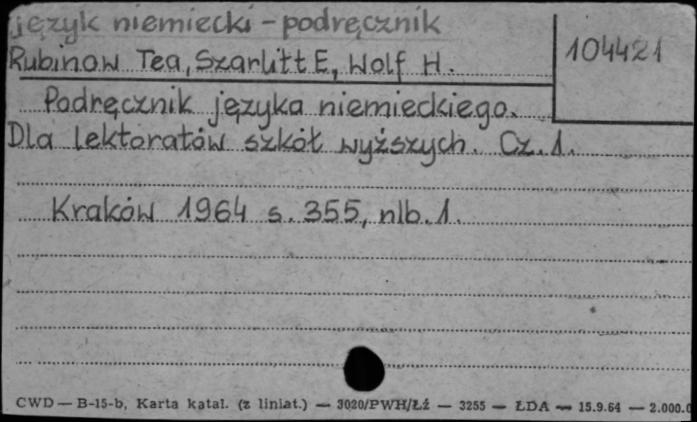 język niemiecki - podręcznik
104421
Rubinow Tea, Szarlitt E, Wolf H.
Podręcznik języka niemieckiego.
Dla lektoratów szkół wyższych. Cz. 1.
Kraków 1964 s. 355, nlb. 1.
CWD — B-15-b, Karta katal. (z liniat.) — 3020/PWH/Łź — 3255 — ŁDA — 15.9.64 — 2.000.0